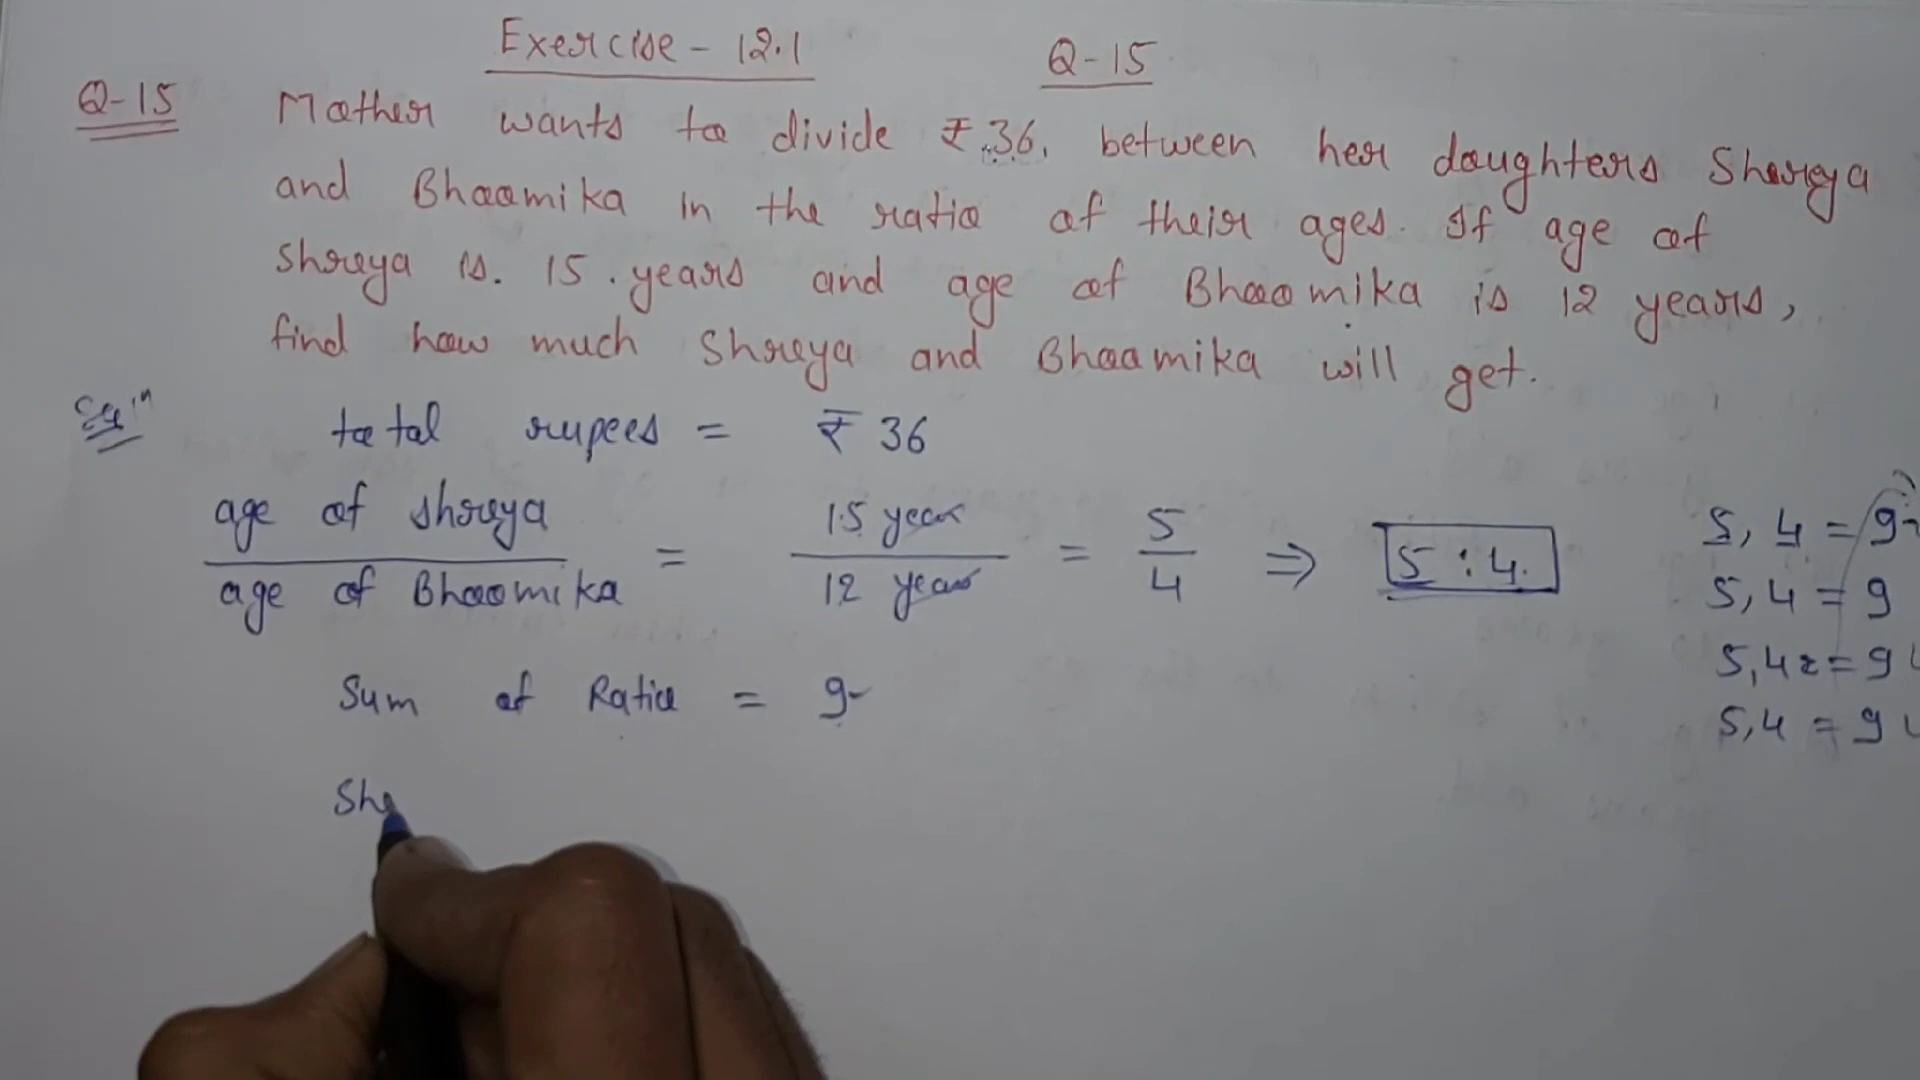 Exercise - 12.1
Q-15
Q-15 Mother wants to divide ₹ 36, between her daughters Shreya
and Bhoomika in the ratio of their ages. If age of
Shreya is. 15 . years and age of Bhoomika is 12 years,
find how much Shreya and Bhoomika will get.
total rupees = ₹ 36
age of shreya / age of Bhoomika = 15 year / 12 years = 5/4 ⇒ 5 : 4.
Sum of Ratio = 9
Sh
5, 4 = 9
5, 4 = 9
5, 4 = 9
5, 4 = 9